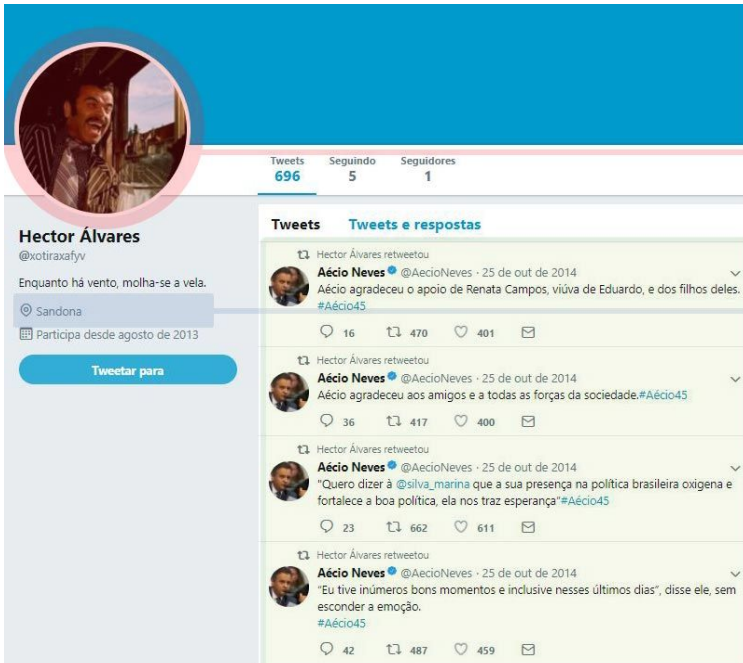 Tweets Seguindo Seguidores
696 5 1
Hector Álvares
@xotiraxafyv
Enquanto há vento, molha-se a vela.
Sandona
Participa desde agosto de 2013
Tweetar para
Tweets Tweets e respostas
Hector Álvares retweetou
Aécio Neves @AecioNeves · 25 de out de 2014
Aécio agradeceu o apoio de Renata Campos, viúva de Eduardo, e dos filhos deles.
#Aécio45
16 470 401
Hector Álvares retweetou
Aécio Neves @AecioNeves · 25 de out de 2014
Aécio agradeceu aos amigos e a todas as forças da sociedade.#Aécio45
36 417 400
Hector Álvares retweetou
Aécio Neves @AecioNeves · 25 de out de 2014
"Quero dizer à @silva_marina que a sua presença na política brasileira oxigena e
fortalece a boa política, ela nos traz esperança"#Aécio45
23 662 611
Hector Álvares retweetou
Aécio Neves @AecioNeves · 25 de out de 2014
"Eu tive inúmeros bons momentos e inclusive nesses últimos dias", disse ele, sem
esconder a emoção.
#Aécio45
42 487 459